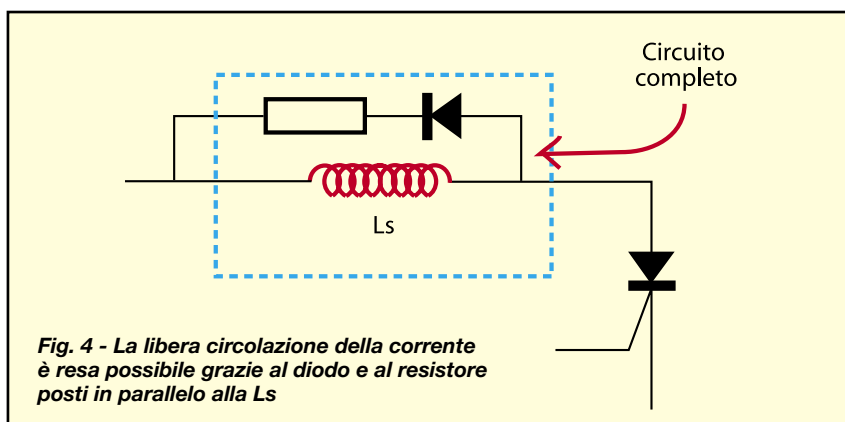 Circuito
completo
Ls
Fig. 4 - La libera circolazione della corrente
è resa possibile grazie al diodo e al resistore
posti in parallelo alla Ls